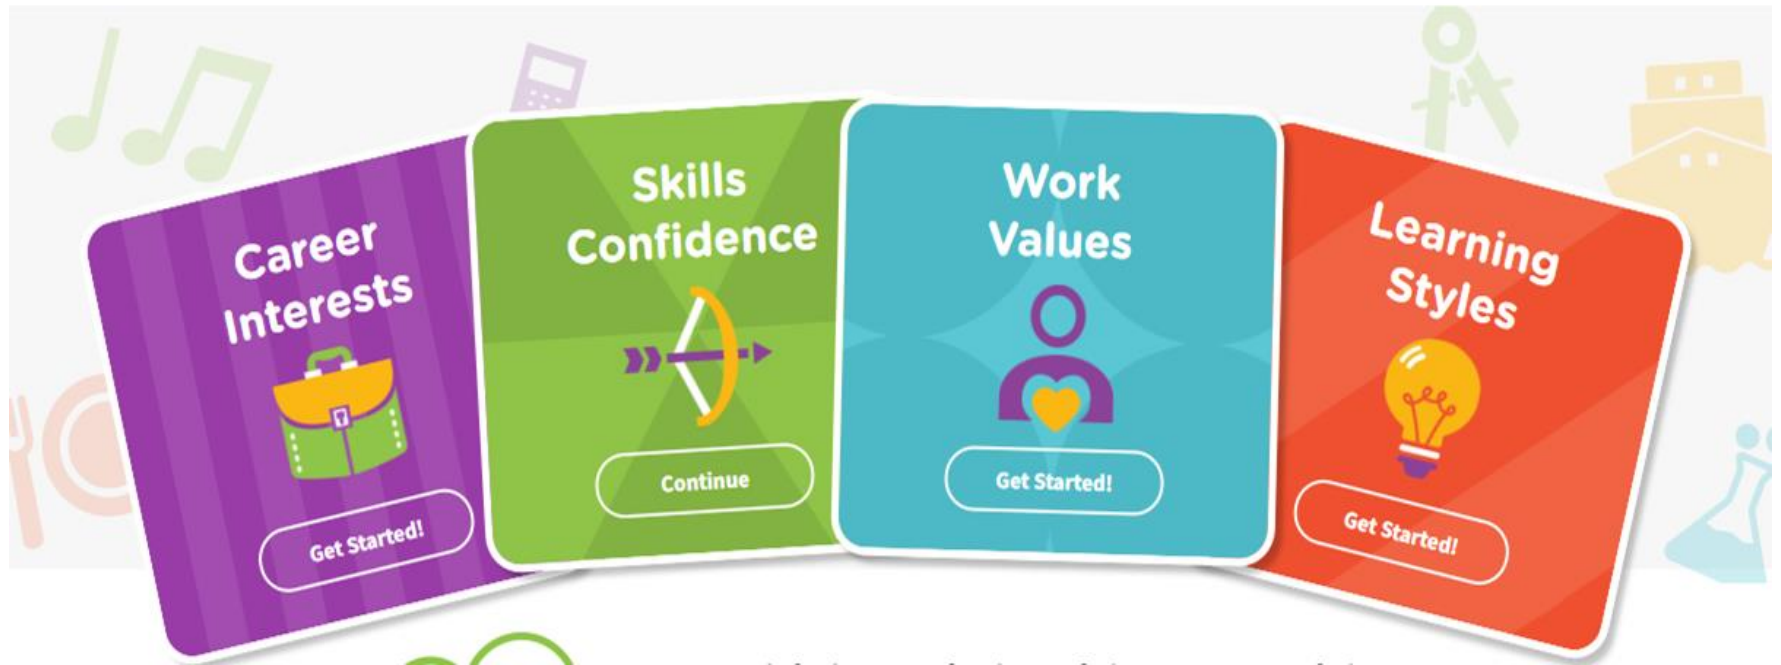 Career
Interests
Get Started!
Skills
Confidence
Continue
Work
Values
Get Started!
Learning
Styles
Get Started!